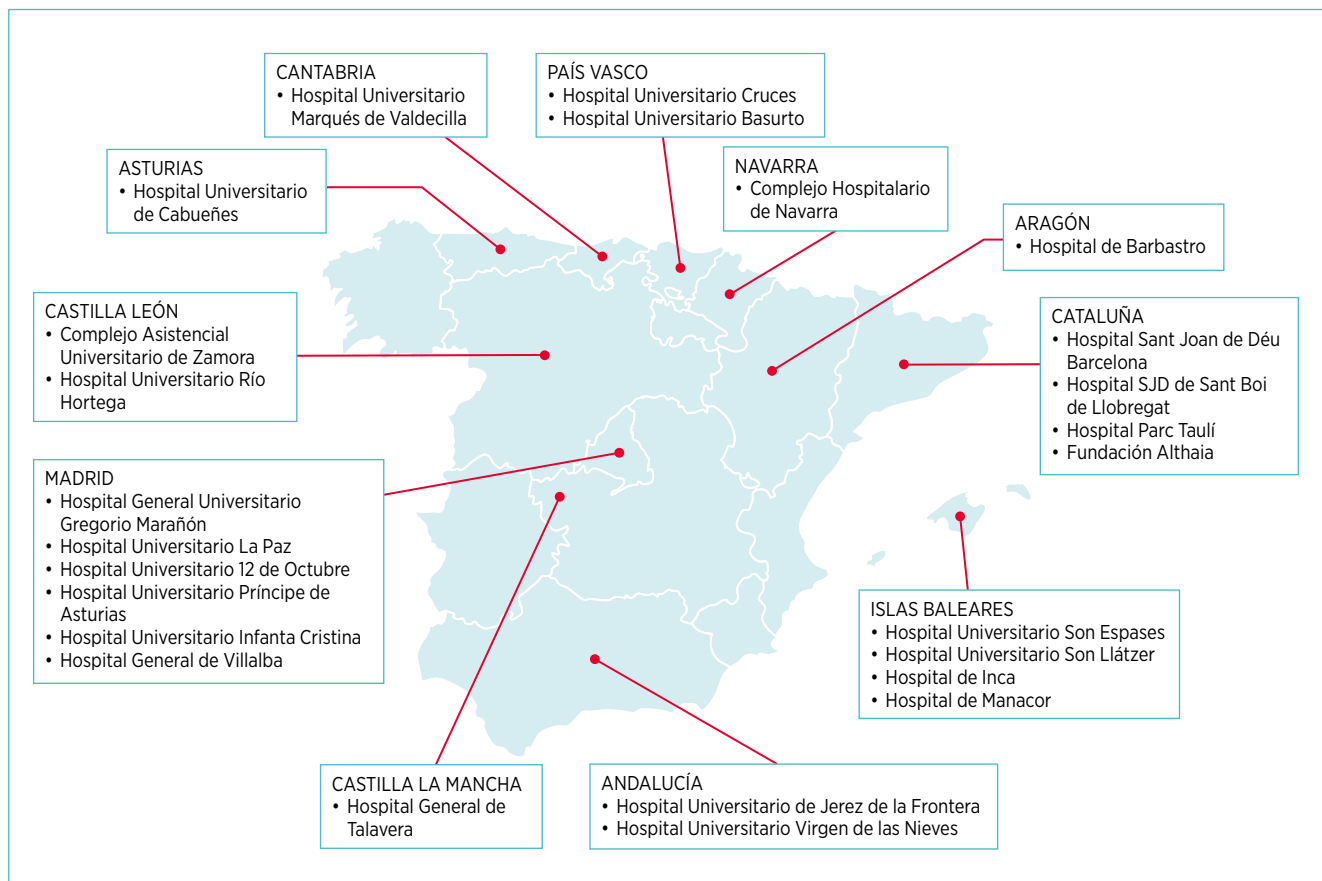 CANTABRIA
• Hospital Universitario
Marqués de Valdecilla
PAÍS VASCO
• Hospital Universitario Cruces
• Hospital Universitario Basurto
ASTURIAS
• Hospital Universitario
de Cabueñes
NAVARRA
• Complejo Hospitalario
de Navarra
ARAGÓN
• Hospital de Barbastro
CASTILLA LEÓN
• Complejo Asistencial
Universitario de Zamora
• Hospital Universitario Río
Hortega
CATALUÑA
• Hospital Sant Joan de Déu
Barcelona
• Hospital SJD de Sant Boi
de Llobregat
• Hospital Parc Taulí
• Fundación Althaia
MADRID
• Hospital General Universitario
Gregorio Marañón
• Hospital Universitario La Paz
• Hospital Universitario 12 de Octubre
• Hospital Universitario Príncipe de
Asturias
• Hospital Universitario Infanta Cristina
• Hospital General de Villalba
ISLAS BALEARES
• Hospital Universitario Son Espases
• Hospital Universitario Son Llátzer
• Hospital de Inca
• Hospital de Manacor
CASTILLA LA MANCHA
• Hospital General de
Talavera
ANDALUCÍA
• Hospital Universitario de Jerez de la Frontera
• Hospital Universitario Virgen de las Nieves